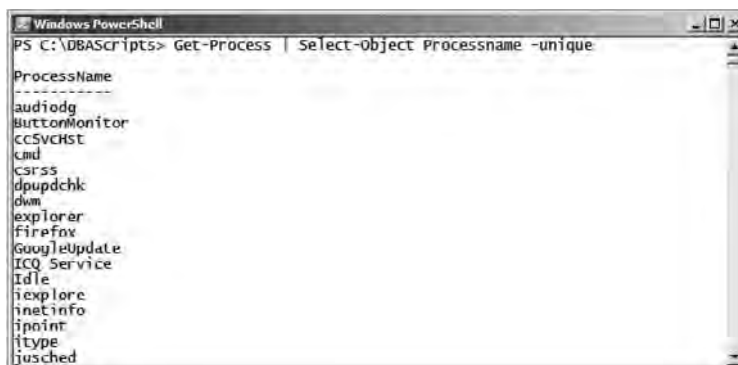 Windows PowerShell
PS C:\DBAScripts> Get-Process | Select-Object Processname -unique
ProcessName
-----------
audiodg
ButtonMonitor
ccSvcHst
cmd
csrss
dpupdchk
dwm
explorer
firefox
GoogleUpdate
ICQ Service
Idle
iexplore
inetinfo
ipoint
itype
jusched